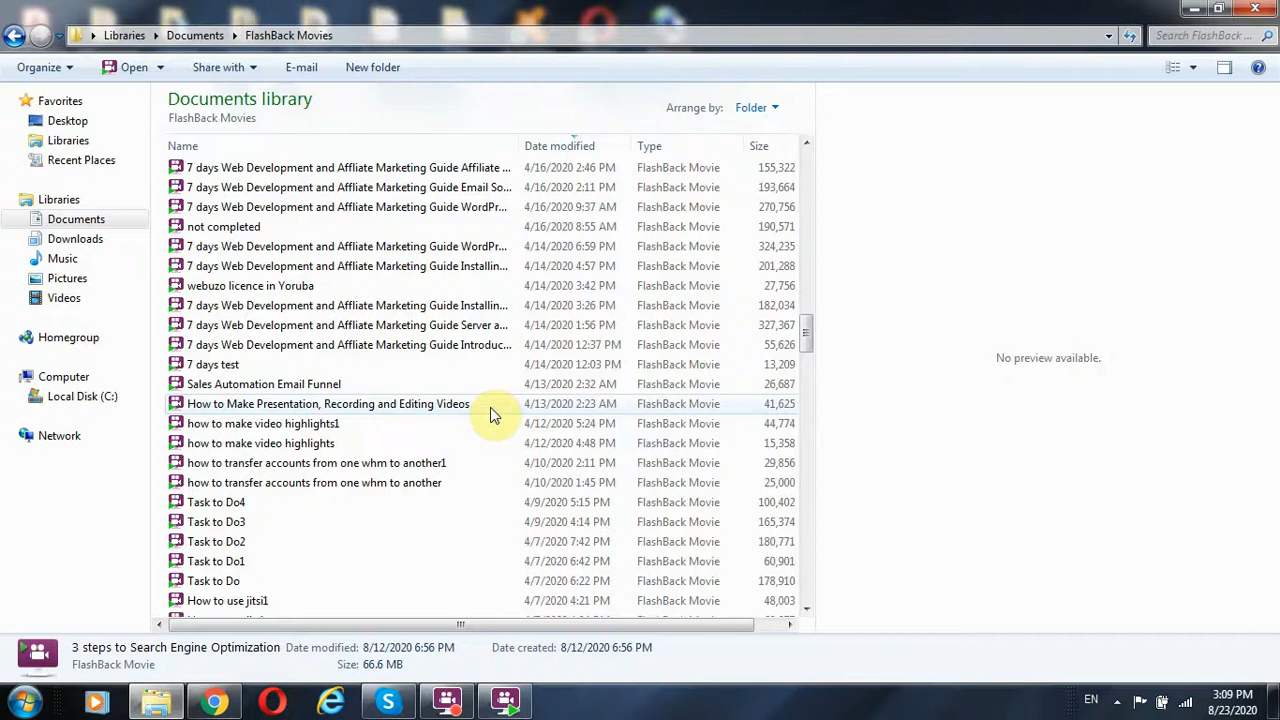 Libraries
Documents
FlashBack Movies
Search FlashBack ...
Organize
Open
Share with
E-mail
New folder
Favorites
Desktop
Libraries
Recent Places
Libraries
Documents
Downloads
Music
Pictures
Videos
Homegroup
Computer
Local Disk (C:)
Network
Documents library
FlashBack Movies
Arrange by: Folder
Name Date modified Type Size
7 days Web Development and Affliate Marketing Guide Affiliate ... 4/16/2020 2:46 PM FlashBack Movie 155,322
7 days Web Development and Affliate Marketing Guide Email So... 4/16/2020 2:11 PM FlashBack Movie 193,664
7 days Web Development and Affliate Marketing Guide WordPr... 4/16/2020 9:37 AM FlashBack Movie 270,756
not completed 4/16/2020 8:55 AM FlashBack Movie 190,571
7 days Web Development and Affliate Marketing Guide WordPr... 4/14/2020 6:59 PM FlashBack Movie 324,235
7 days Web Development and Affliate Marketing Guide Installin... 4/14/2020 4:57 PM FlashBack Movie 201,288
webuzo licence in Yoruba 4/14/2020 3:42 PM FlashBack Movie 27,756
7 days Web Development and Affliate Marketing Guide Installin... 4/14/2020 3:26 PM FlashBack Movie 182,034
7 days Web Development and Affliate Marketing Guide Server a... 4/14/2020 1:56 PM FlashBack Movie 327,367
7 days Web Development and Affliate Marketing Guide Introduc... 4/14/2020 12:37 PM FlashBack Movie 55,626
7 days test 4/14/2020 12:03 PM FlashBack Movie 13,209
Sales Automation Email Funnel 4/13/2020 2:32 AM FlashBack Movie 26,687
How to Make Presentation, Recording and Editing Videos 4/13/2020 2:23 AM FlashBack Movie 41,625
how to make video highlights1 4/12/2020 5:24 PM FlashBack Movie 44,774
how to make video highlights 4/12/2020 4:48 PM FlashBack Movie 15,358
how to transfer accounts from one whm to another1 4/10/2020 2:11 PM FlashBack Movie 29,856
how to transfer accounts from one whm to another 4/10/2020 1:45 PM FlashBack Movie 25,000
Task to Do4 4/9/2020 5:15 PM FlashBack Movie 100,402
Task to Do3 4/9/2020 4:14 PM FlashBack Movie 165,374
Task to Do2 4/7/2020 7:42 PM FlashBack Movie 180,771
Task to Do1 4/7/2020 6:42 PM FlashBack Movie 60,901
Task to Do 4/7/2020 6:22 PM FlashBack Movie 178,910
How to use jitsi1 4/7/2020 4:21 PM FlashBack Movie 48,003
No preview available.
3 steps to Search Engine Optimization Date modified: 8/12/2020 6:56 PM Date created: 8/12/2020 6:56 PM
FlashBack Movie Size: 66.6 MB
EN
3:09 PM
8/23/2020